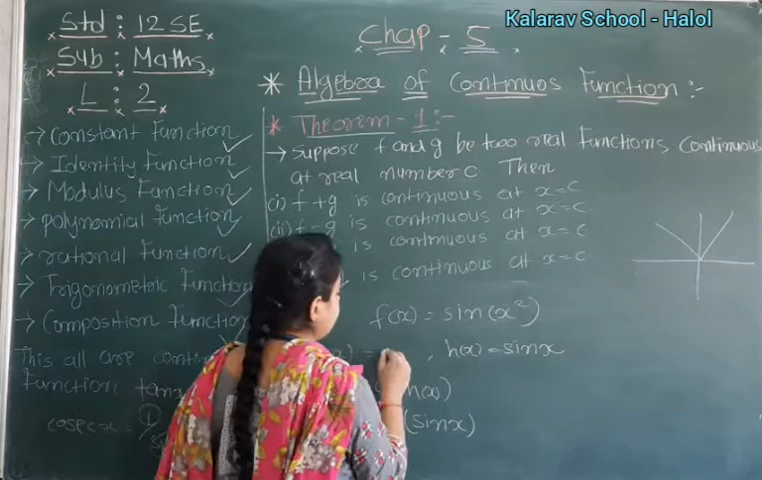 Kalarav School - Halol
Std : 12 SE
Sub : Maths
L : 2
Chap - 5
* Algebra of Continuos Function :-
* Theorem - 1 :-
→ Suppose f and g be two real Functions, Continuous
at real number c Then
(i) f + g is continuous at x = c
(ii) f - g is continuous at x = c
is continuous at x = c
is continuous at x = c
→ Constant Function ✓
→ Identity Function ✓
→ Modulus Function ✓
→ polynomial function ✓
→ rational Function ✓
→ Trigonometric Function ✓
→ Composition Function
This all are
Function tan
cosec x =
f(x) = sin(x²)
, h(x) = sinx
(sinx)